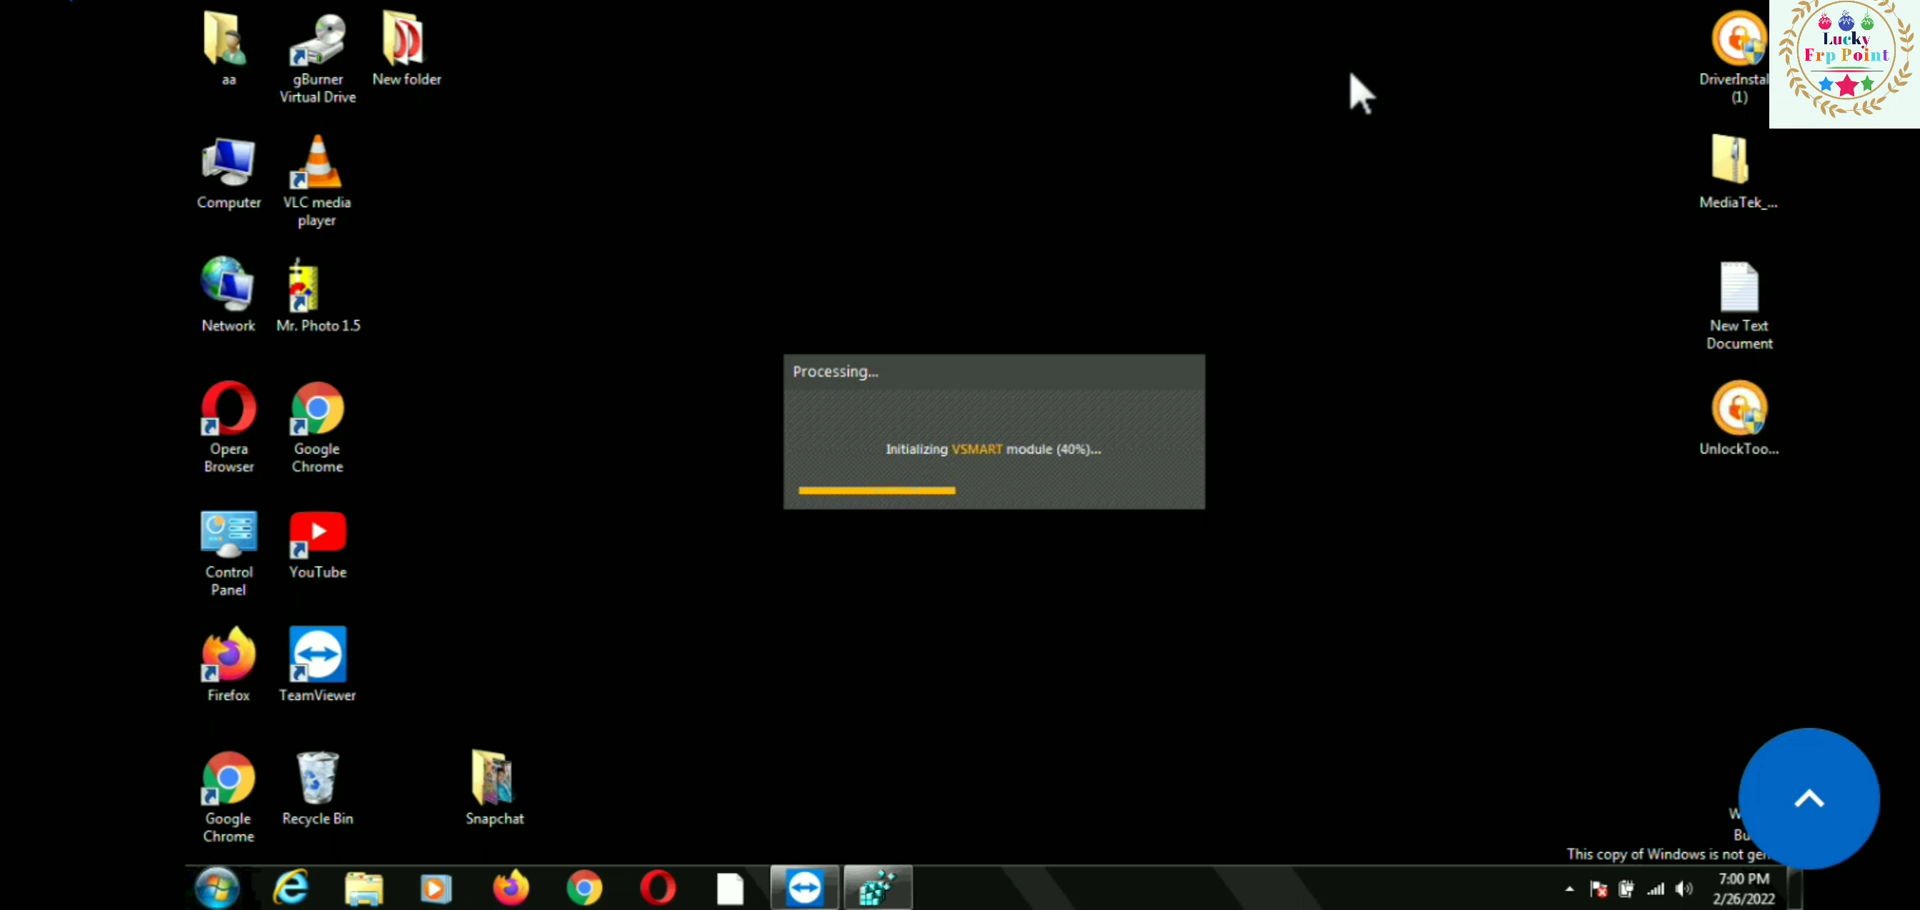 aa
gBurner
Virtual Drive
New folder
DriverInstal
(1)
Lucky
Frp Point
Computer
VLC media
player
MediaTek_...
Network
Mr. Photo 1.5
New Text
Document
Processing...
Initializing VSMART module (40%)...
Opera
Browser
Google
Chrome
UnlockToo...
Control
Panel
YouTube
Firefox
TeamViewer
Google
Chrome
Recycle Bin
Snapchat
This copy of Windows is not gen
7:00 PM
2/26/2022